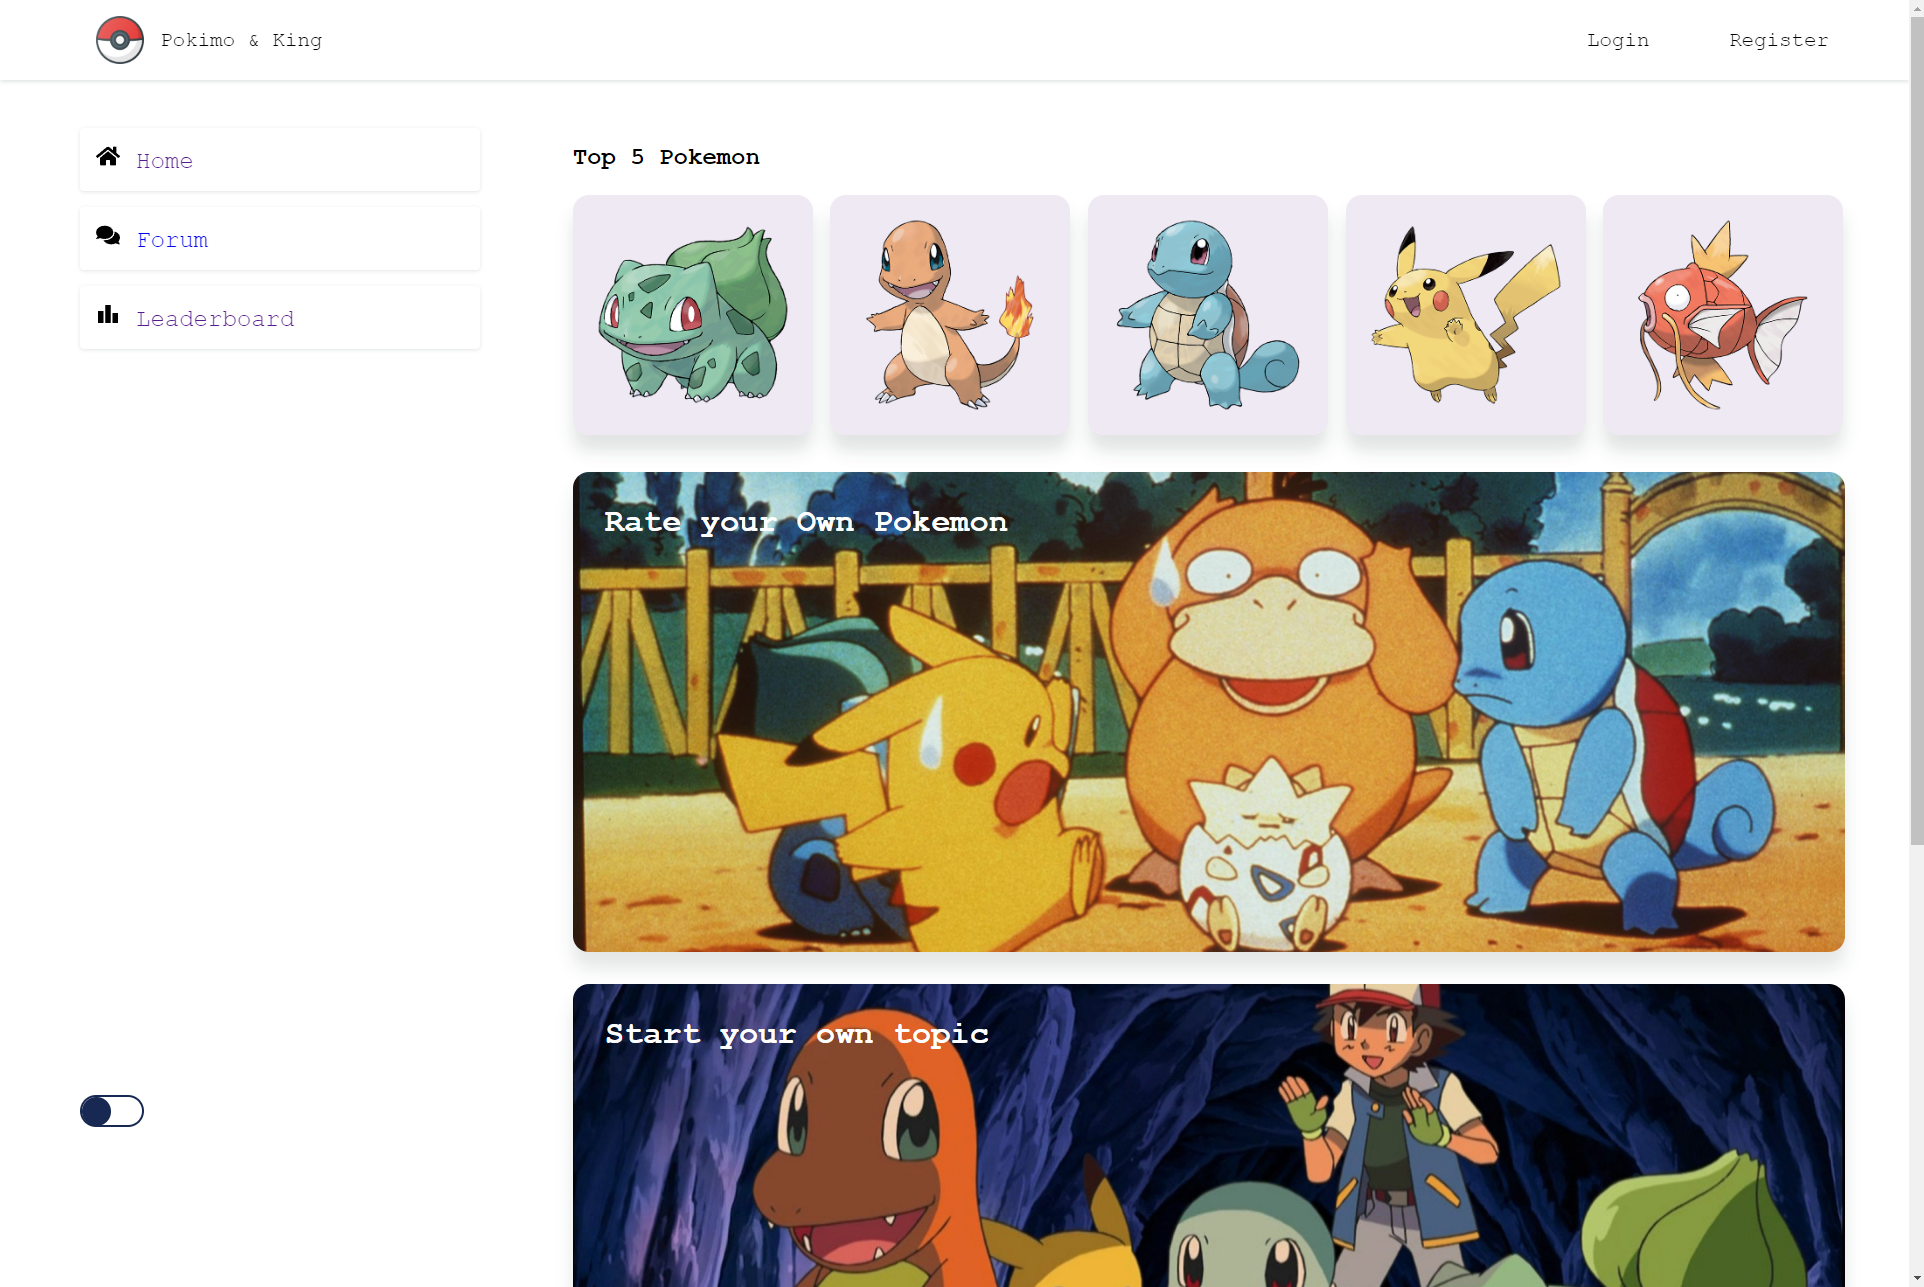 Pokimo & King
Login
Register
Home
Forum
Leaderboard
Top 5 Pokemon
Rate your Own Pokemon
Start your own topic